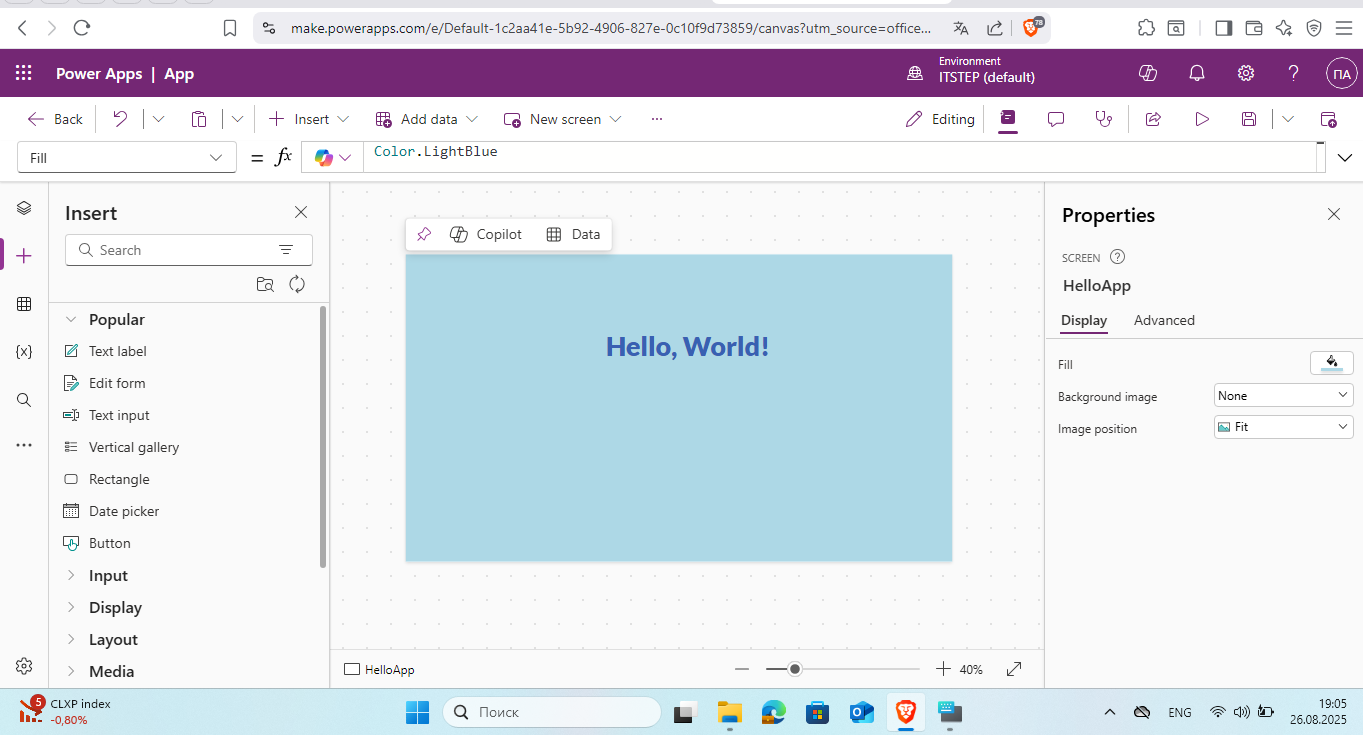 make.powerapps.com/e/Default-1c2aa41e-5b92-4906-827e-0c10f9d73859/canvas?utm_source=office...
78
Power Apps | App
Environment
ITSTEP (default)
ПА
Back
Insert
Add data
New screen
Editing
Fill
= fx
Color.LightBlue
Insert
Search
Popular
Text label
Edit form
Text input
Vertical gallery
Rectangle
Date picker
Button
Input
Display
Layout
Media
Copilot
Data
Hello, World!
HelloApp
40%
Properties
SCREEN
HelloApp
Display
Advanced
Fill
Background image
None
Image position
Fit
5
CLXP index
-0,80%
Поиск
ENG
19:05
26.08.2025